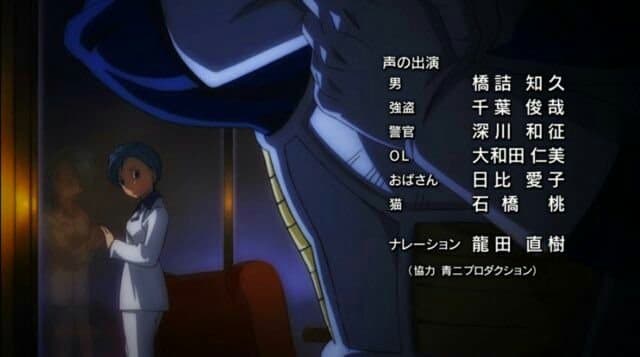 声の出演
男 橋詰 知久
強盗 千葉 俊哉
警官 深川 和征
OL 大和田 仁美
おばさん 日比 愛子
猫 石橋 桃
ナレーション 龍田 直樹
(協力 青二プロダクション)